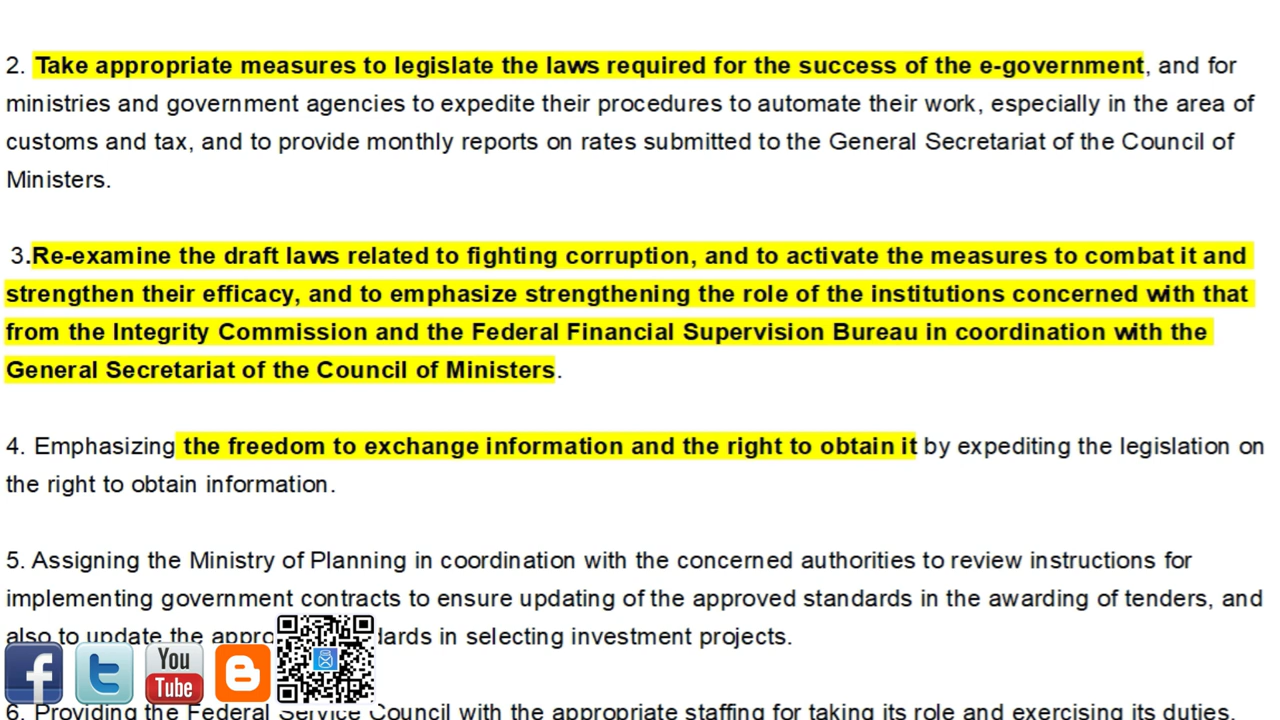 2. Take appropriate measures to legislate the laws required for the success of the e-government, and for
ministries and government agencies to expedite their procedures to automate their work, especially in the area of
customs and tax, and to provide monthly reports on rates submitted to the General Secretariat of the Council of
Ministers.
3.Re-examine the draft laws related to fighting corruption, and to activate the measures to combat it and
strengthen their efficacy, and to emphasize strengthening the role of the institutions concerned with that
from the Integrity Commission and the Federal Financial Supervision Bureau in coordination with the
General Secretariat of the Council of Ministers.
4. Emphasizing the freedom to exchange information and the right to obtain it by expediting the legislation on
the right to obtain information.
5. Assigning the Ministry of Planning in coordination with the concerned authorities to review instructions for
implementing government contracts to ensure updating of the approved standards in the awarding of tenders, and
also to update the in selecting investment projects.
You
Tube
6. Providing the Federal Service Council with the appropriate staffing for taking its role and exercising its duties.